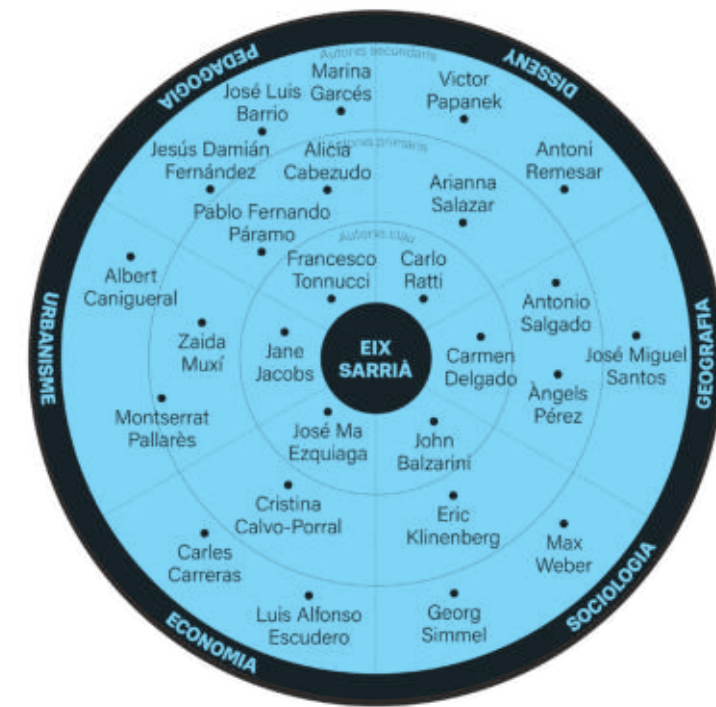 PEDAGOGÍA
DISSENY
GEOGRAFIA
SOCIOLOGIA
ECONOMIA
URBANISME
Autores secundaris
Marina
Garcés
Victor
Papanek
José Luis
Barrio
Jesús Damián
Fernández
Autores primaris
Alicia
Cabezudo
Antoni
Remesar
Arianna
Salazar
Pablo Fernando
Páramo
Autores clau
Francesco
Tonnucci
Carlo
Ratti
Albert
Canigueral
Antonio
Salgado
Zaida
Muxí
Jane
Jacobs
EIX
SARRIÀ
Carmen
Delgado
José Miguel
Santos
Àngels
Pérez
Montserrat
Pallarès
José Ma
Ezquiaga
John
Balzarini
Cristina
Calvo-Porral
Eric
Klinenberg
Carles
Carreras
Max
Weber
Luis Alfonso
Escudero
Georg
Simmel